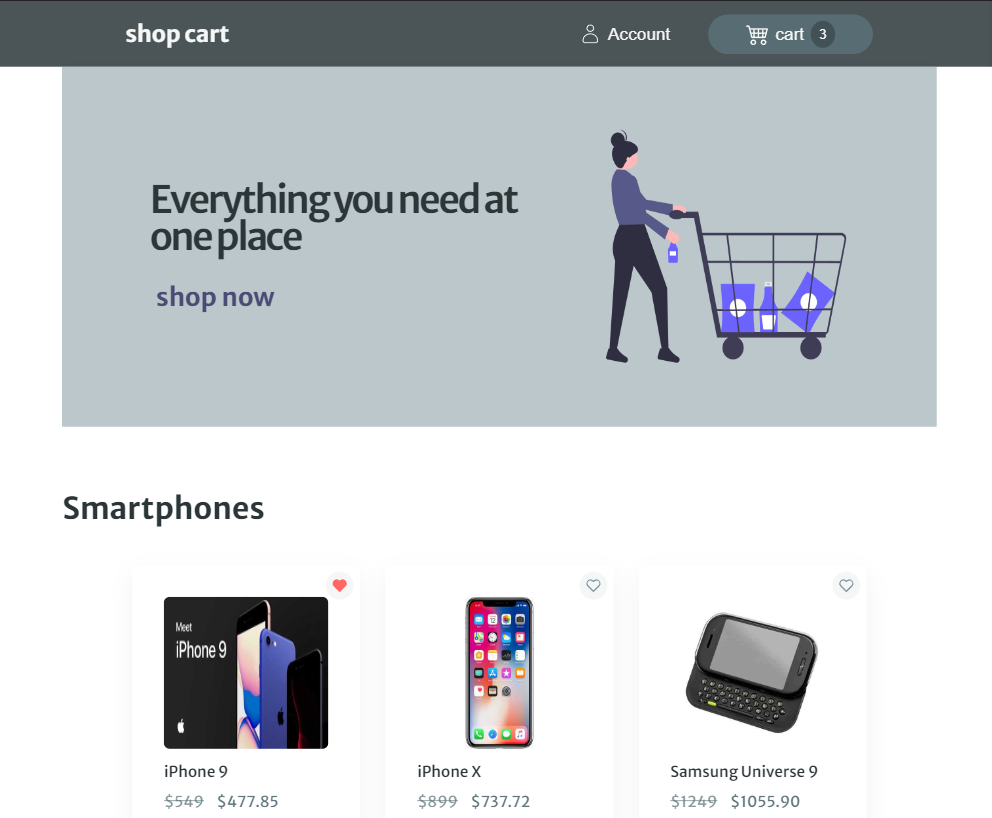 shop cart
Account
cart 3
Everything you need at
one place
shop now
Smartphones
Meet
iPhone 9
iPhone 9
$549 $477.85
iPhone X
$899 $737.72
Samsung Universe 9
$1249 $1055.90